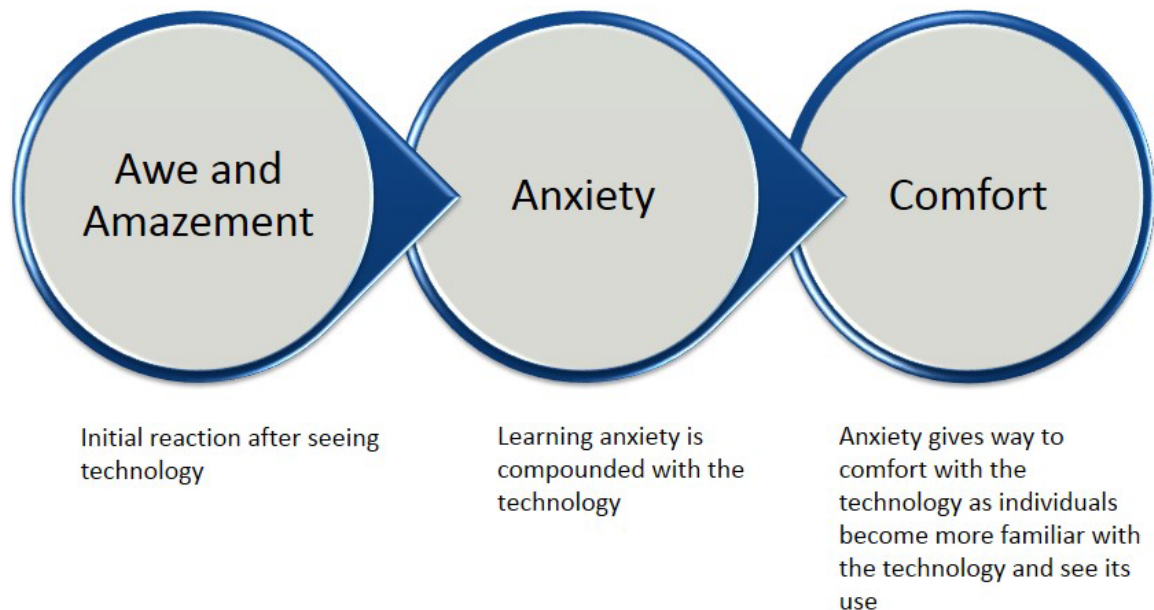 Awe and
Amazement
Anxiety
Comfort
Initial reaction after seeing
technology
Learning anxiety is
compounded with the
technology
Anxiety gives way to
comfort with the
technology as individuals
become more familiar with
the technology and see its
use